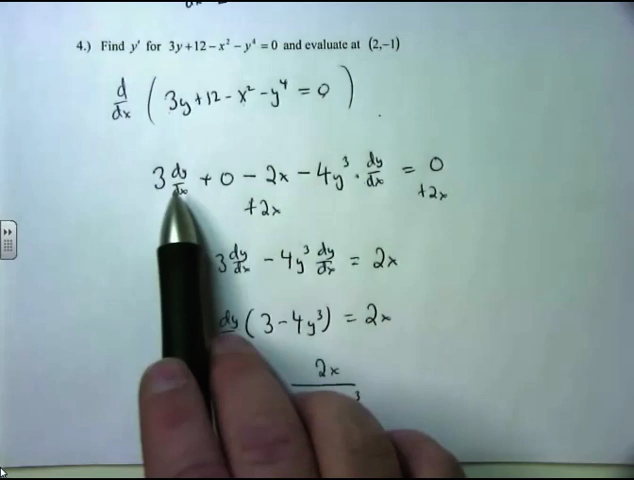 4.) Find y' for 3y+12-x²-y⁴=0 and evaluate at (2,-1)
d/dx (3y+12-x²-y⁴=0)
3 dy/dx + 0 - 2x - 4y³ · dy/dx = 0
+2x +2x
3 dy/dx - 4y³ dy/dx = 2x
dy (3-4y³) = 2x
2x
3